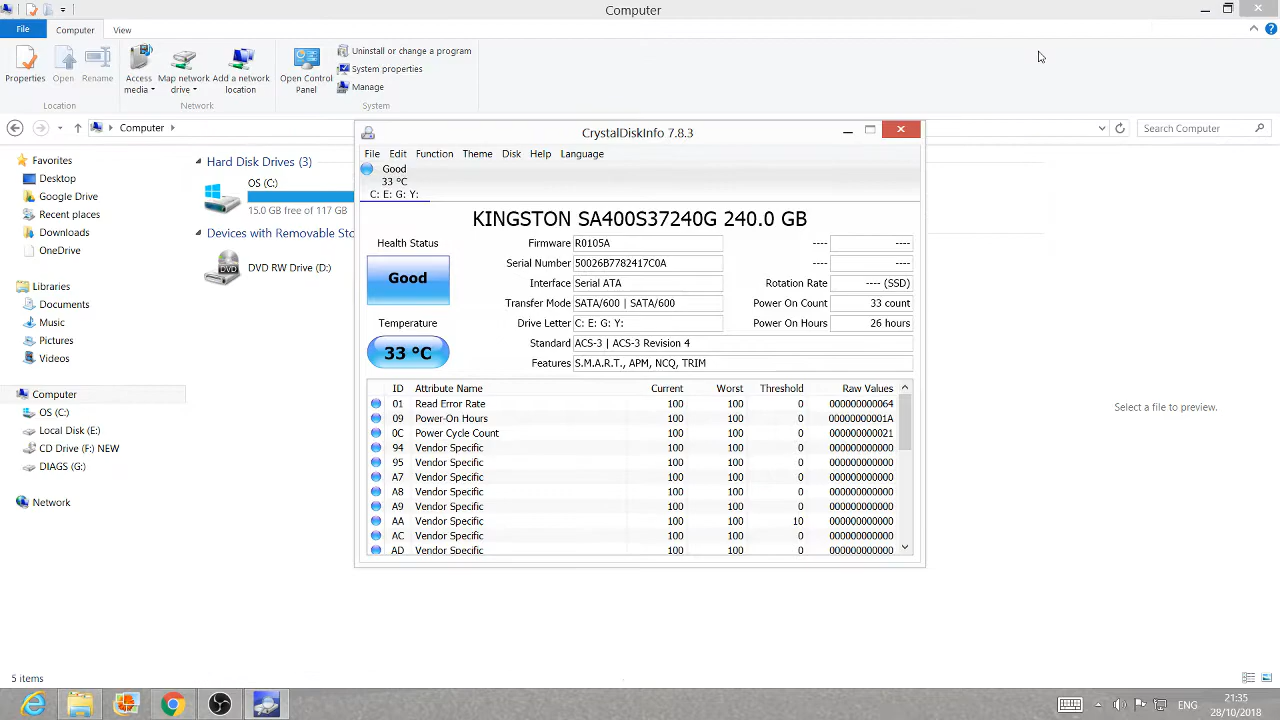 Computer
File
Computer
View
Properties
Open
Rename
Access media
Map network drive
Add a network location
Open Control Panel
Uninstall or change a program
System properties
Manage
Location
Network
System
Computer
Search Computer
Favorites
Desktop
Google Drive
Recent places
Downloads
OneDrive
Libraries
Documents
Music
Pictures
Videos
Computer
OS (C:)
Local Disk (E:)
CD Drive (F:) NEW
DIAGS (G:)
Network
Hard Disk Drives (3)
OS (C:)
15.0 GB free of 117 GB
Devices with Removable Sto
DVD
DVD RW Drive (D:)
CrystalDiskInfo 7.8.3
File Edit Function Theme Disk Help Language
Good
33 °C
C: E: G: Y:
KINGSTON SA400S37240G 240.0 GB
Health Status
Good
Temperature
33 °C
Firmware R0105A
Serial Number 50026B7782417C0A
Interface Serial ATA
Transfer Mode SATA/600 | SATA/600
Drive Letter C: E: G: Y:
Standard ACS-3 | ACS-3 Revision 4
Features S.M.A.R.T., APM, NCQ, TRIM
---- ----
---- ----
Rotation Rate ---- (SSD)
Power On Count 33 count
Power On Hours 26 hours
ID Attribute Name Current Worst Threshold Raw Values
01 Read Error Rate 100 100 0 000000000064
09 Power-On Hours 100 100 0 00000000001A
0C Power Cycle Count 100 100 0 000000000021
94 Vendor Specific 100 100 0 000000000000
95 Vendor Specific 100 100 0 000000000000
A7 Vendor Specific 100 100 0 000000000000
A8 Vendor Specific 100 100 0 000000000000
A9 Vendor Specific 100 100 0 000000000000
AA Vendor Specific 100 100 10 000000000000
AC Vendor Specific 100 100 0 000000000000
AD Vendor Specific 100 100 0 000000000000
Select a file to preview.
5 items
ENG
21:35
28/10/2018